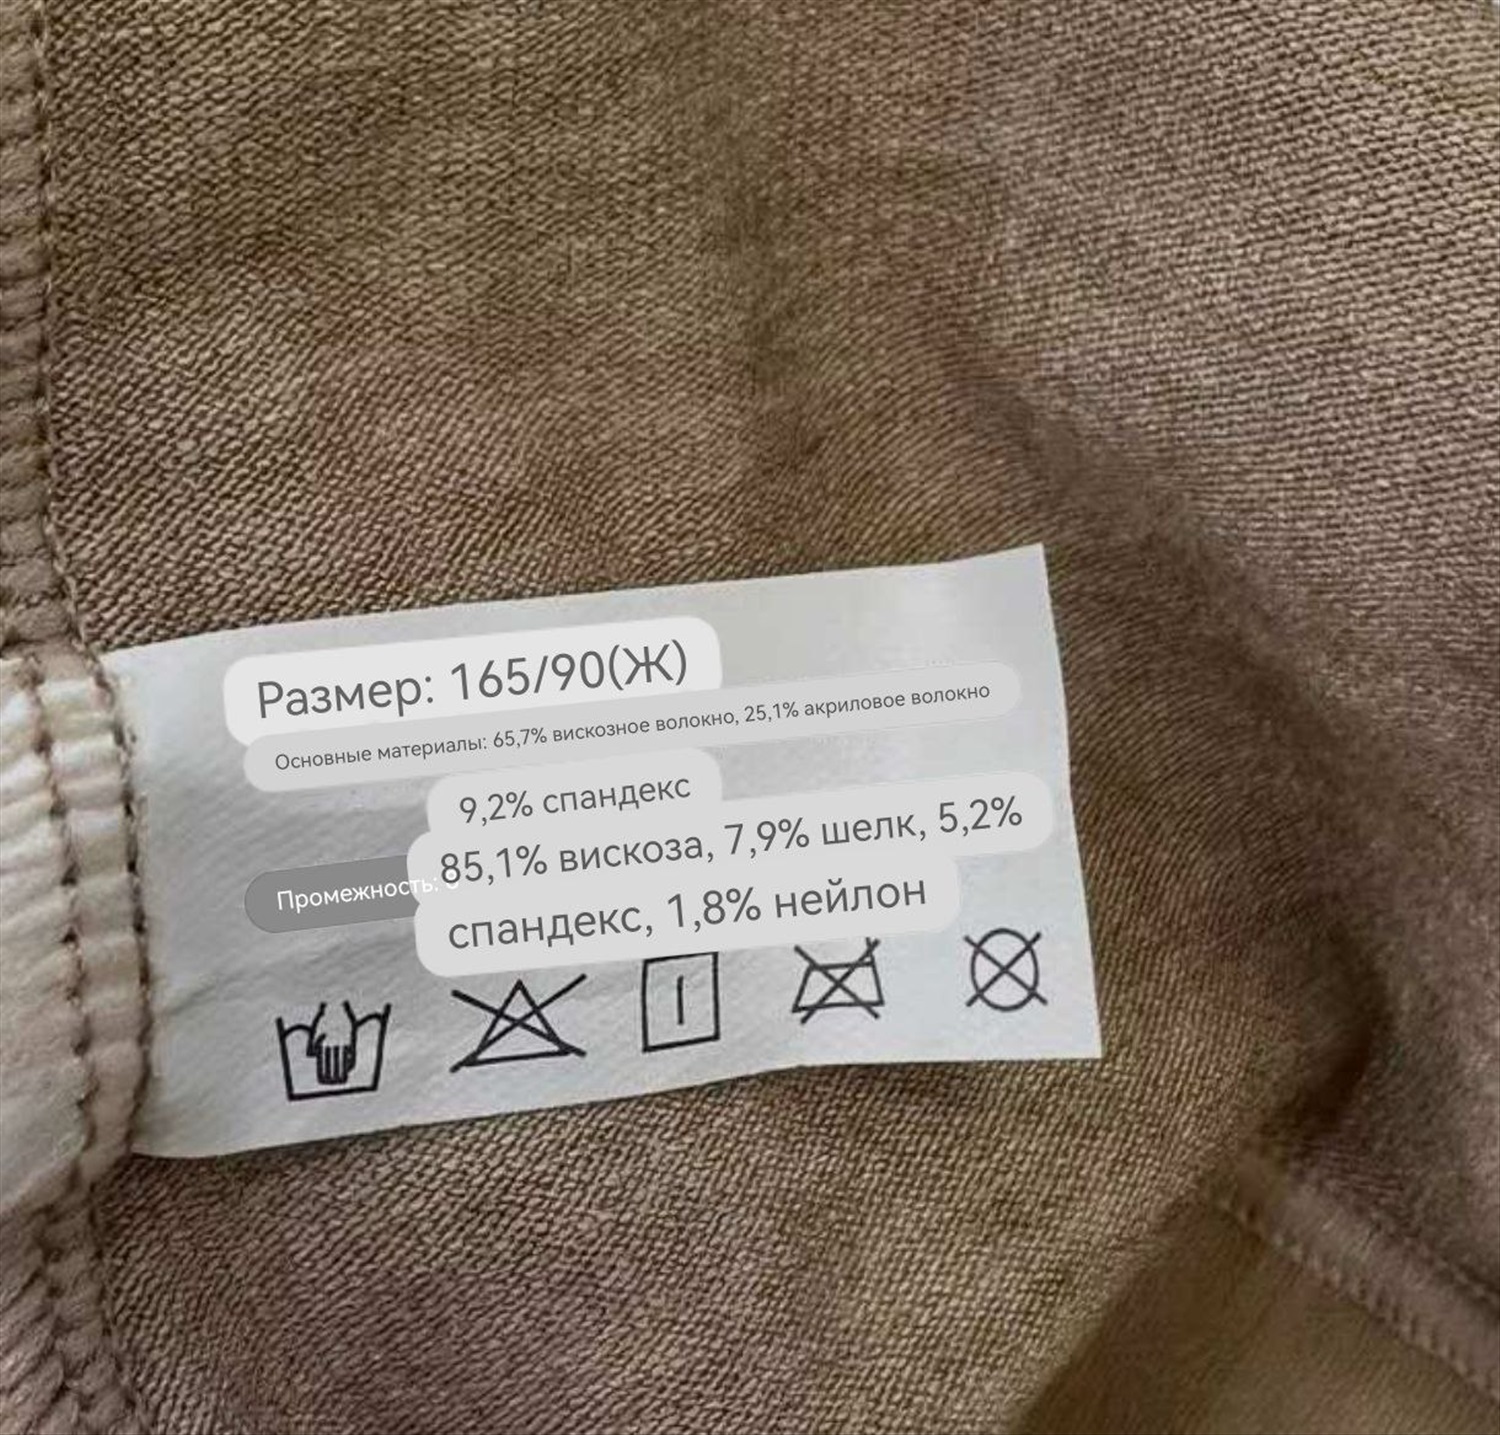 Размер: 165/90(Ж)
Основные материалы: 65,7% вискозное волокно, 25,1% акриловое волокно
9,2% спандекс
Промежность:
85,1% вискоза, 7,9% шелк, 5,2%
спандекс, 1,8% нейлон